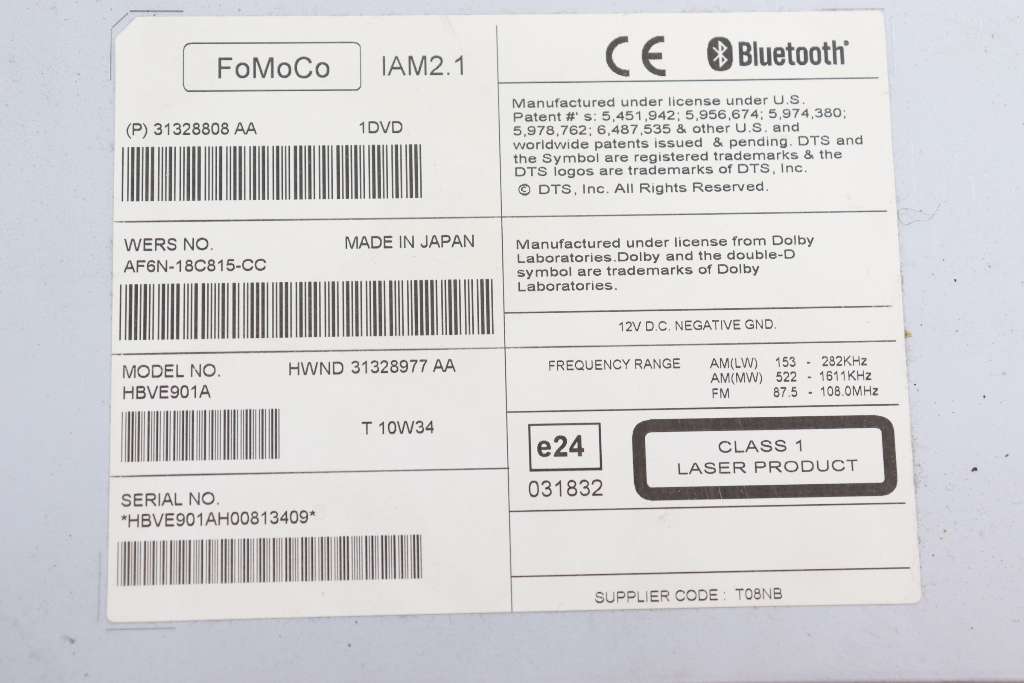 FoMoCo IAM2.1
(P) 31328808 AA 1DVD
WERS NO. MADE IN JAPAN
AF6N-18C815-CC
MODEL NO. HWND 31328977 AA
HBVE901A
T 10W34
SERIAL NO.
*HBVE901AH00813409*
CE Bluetooth®
Manufactured under license under U.S.
Patent #' s: 5,451,942; 5,956,674; 5,974,380;
5,978,762; 6,487,535 & other U.S. and
worldwide patents issued & pending. DTS and
the Symbol are registered trademarks & the
DTS logos are trademarks of DTS, Inc.
© DTS, Inc. All Rights Reserved.
Manufactured under license from Dolby
Laboratories.Dolby and the double-D
symbol are trademarks of Dolby
Laboratories.
12V D.C. NEGATIVE GND.
FREQUENCY RANGE AM(LW) 153 - 282KHz
AM(MW) 522 - 1611KHz
FM 87.5 - 108.0MHz
e24
031832
CLASS 1
LASER PRODUCT
SUPPLIER CODE : T08NB